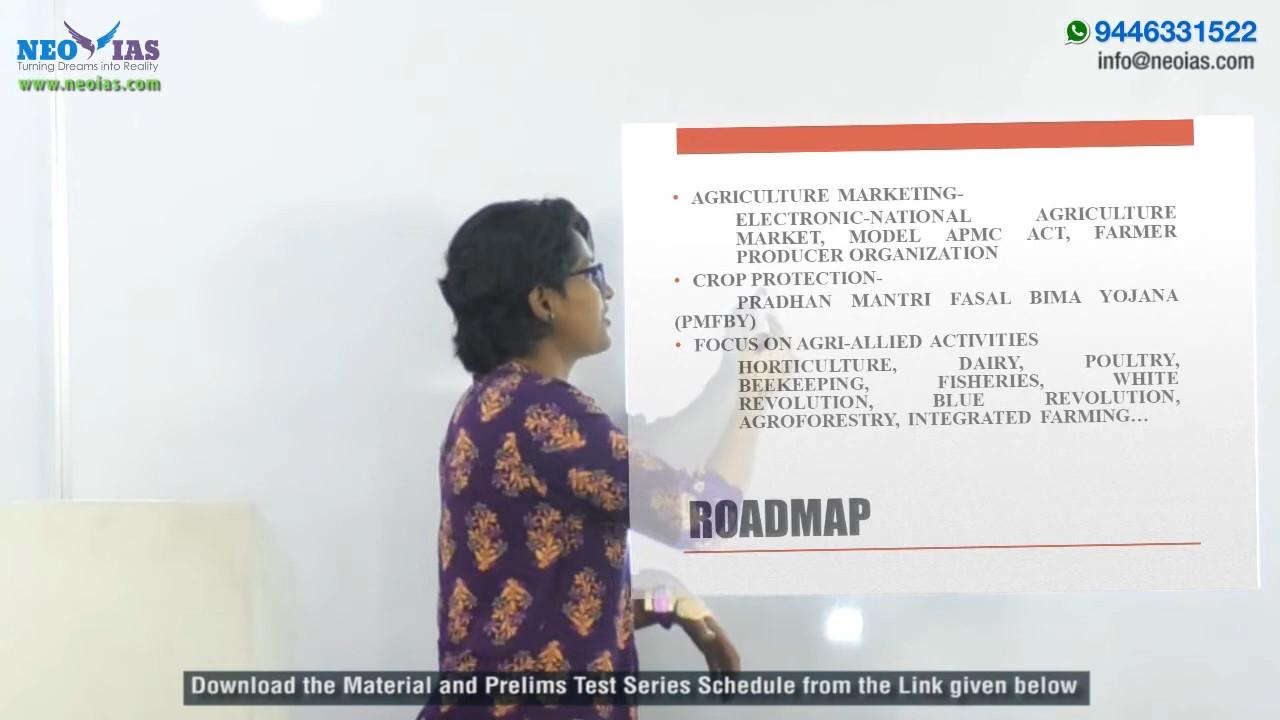 NEO IAS
Turning Dreams into Reality
www.neoias.com
9446331522
info@neoias.com
• AGRICULTURE MARKETING-
ELECTRONIC-NATIONAL AGRICULTURE
MARKET, MODEL APMC ACT, FARMER
PRODUCER ORGANIZATION
• CROP PROTECTION-
PRADHAN MANTRI FASAL BIMA YOJANA
(PMFBY)
• FOCUS ON AGRI-ALLIED ACTIVITIES
HORTICULTURE, DAIRY, POULTRY,
BEEKEEPING, FISHERIES, WHITE
REVOLUTION, BLUE REVOLUTION,
AGROFORESTRY, INTEGRATED FARMING...
ROADMAP
Download the Material and Prelims Test Series Schedule from the Link given below